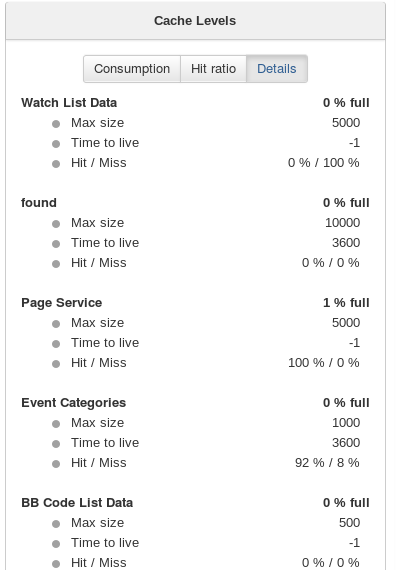 Cache Levels
Consumption Hit ratio Details
Watch List Data 0 % full
Max size 5000
Time to live -1
Hit / Miss 0 % / 100 %
found 0 % full
Max size 10000
Time to live 3600
Hit / Miss 0 % / 0 %
Page Service 1 % full
Max size 5000
Time to live -1
Hit / Miss 100 % / 0 %
Event Categories 0 % full
Max size 1000
Time to live 3600
Hit / Miss 92 % / 8 %
BB Code List Data 0 % full
Max size 500
Time to live -1
Hit / Miss 0 % / 0 %